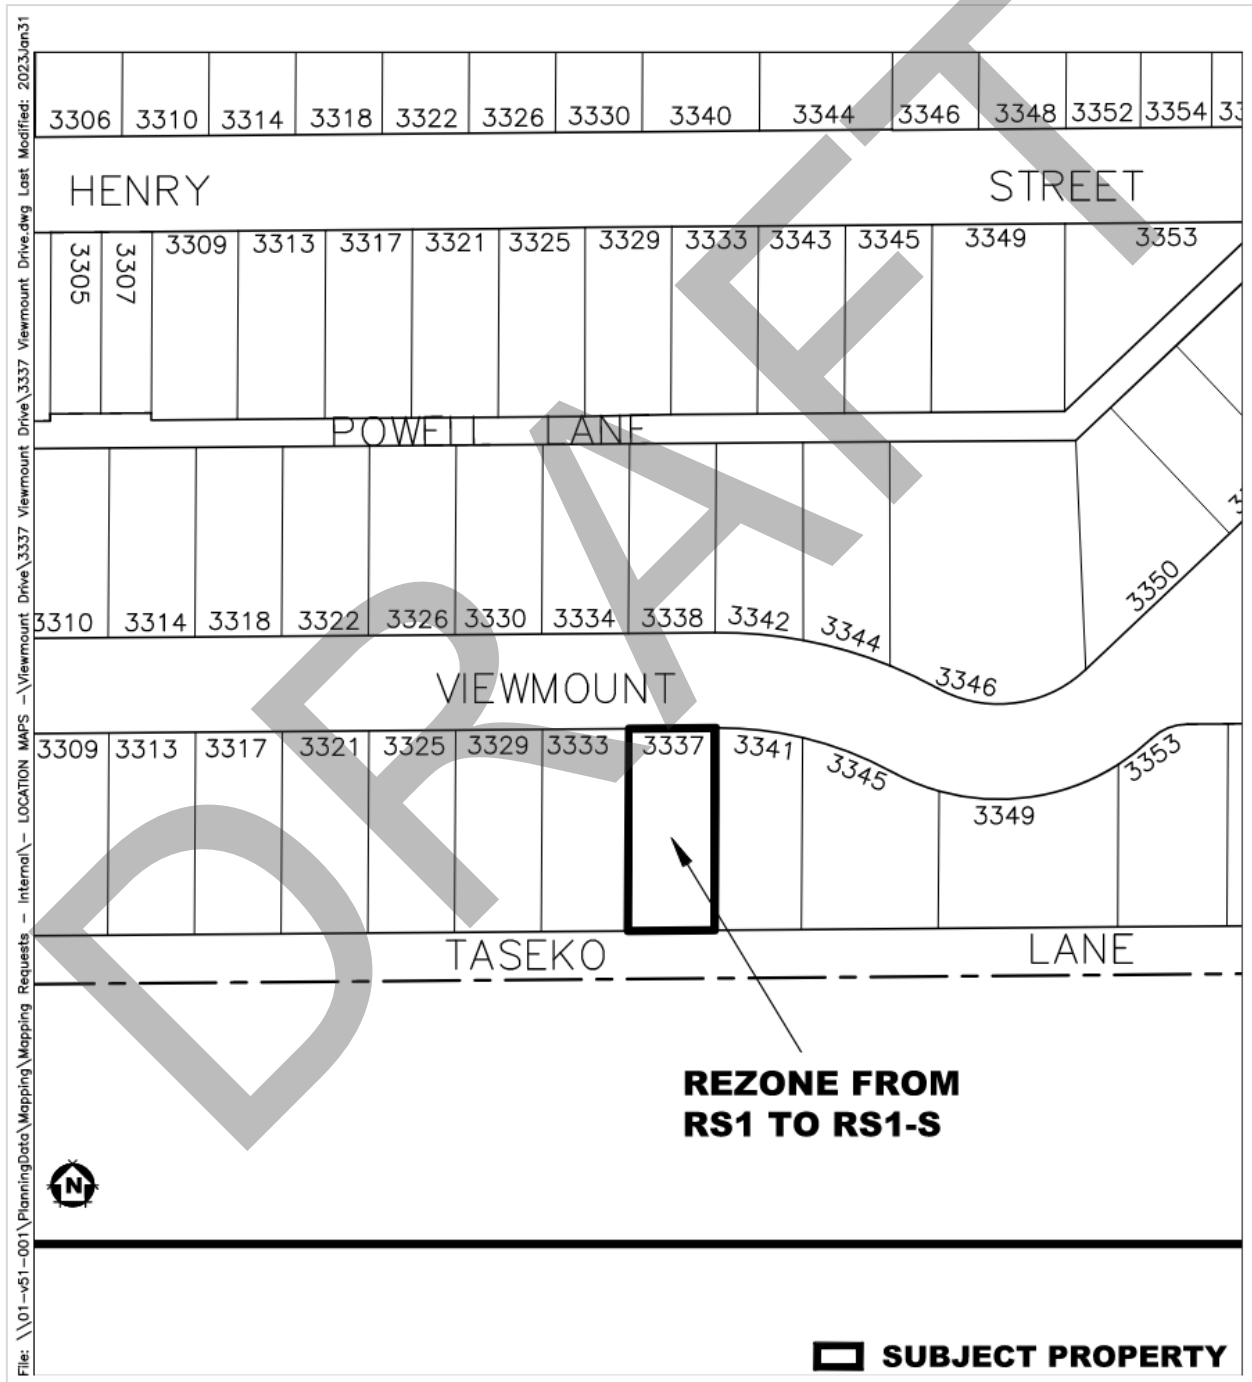 File: \\01-v51-001\PlanningData\Mapping\Mapping Requests - Internal\- LOCATION MAPS -\Viewmount Drive\3337 Viewmount Drive\3337 Viewmount Drive.dwg Last Modified: 2023Jan31
3306 3310 3314 3318 3322 3326 3330 3340 3344 3346 3348 3352 3354
HENRY STREET
3305 3307 3309 3313 3317 3321 3325 3329 3333 3343 3345 3349 3353
POWELL LANE
3310 3314 3318 3322 3326 3330 3334 3338 3342 3344 3346 3350
VIEWMOUNT
3309 3313 3317 3321 3325 3329 3333 3337 3341 3345 3349 3353
TASEKO LANE
REZONE FROM
RS1 TO RS1-S
N
SUBJECT PROPERTY
DRAFT